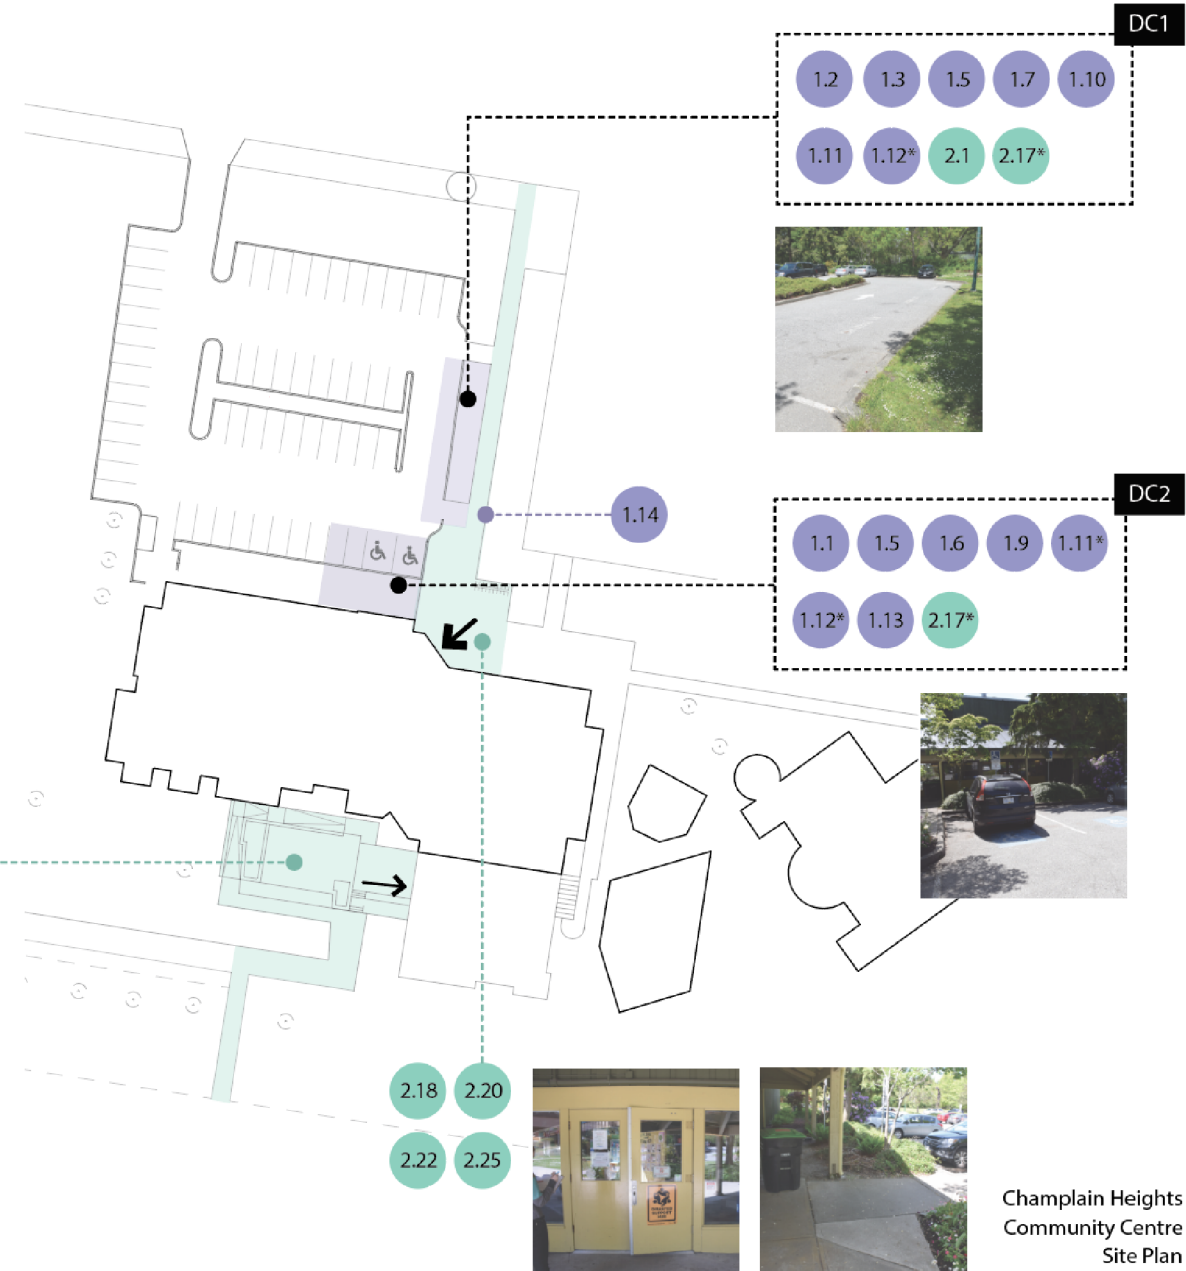 DC1
1.2 1.3 1.5 1.7 1.10
1.11 1.12* 2.1 2.17*
1.14
DC2
1.1 1.5 1.6 1.9 1.11*
1.12* 1.13 2.17*
2.18 2.20
2.22 2.25
Champlain Heights
Community Centre
Site Plan